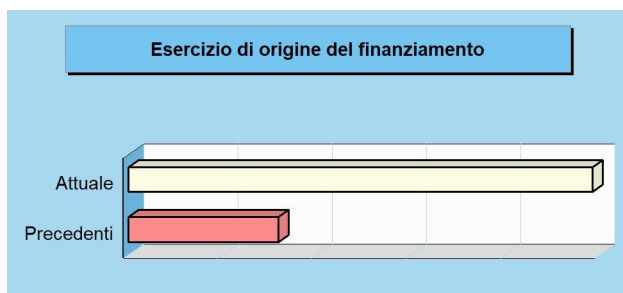 Esercizio di origine del finanziamento
Attuale
Precedenti